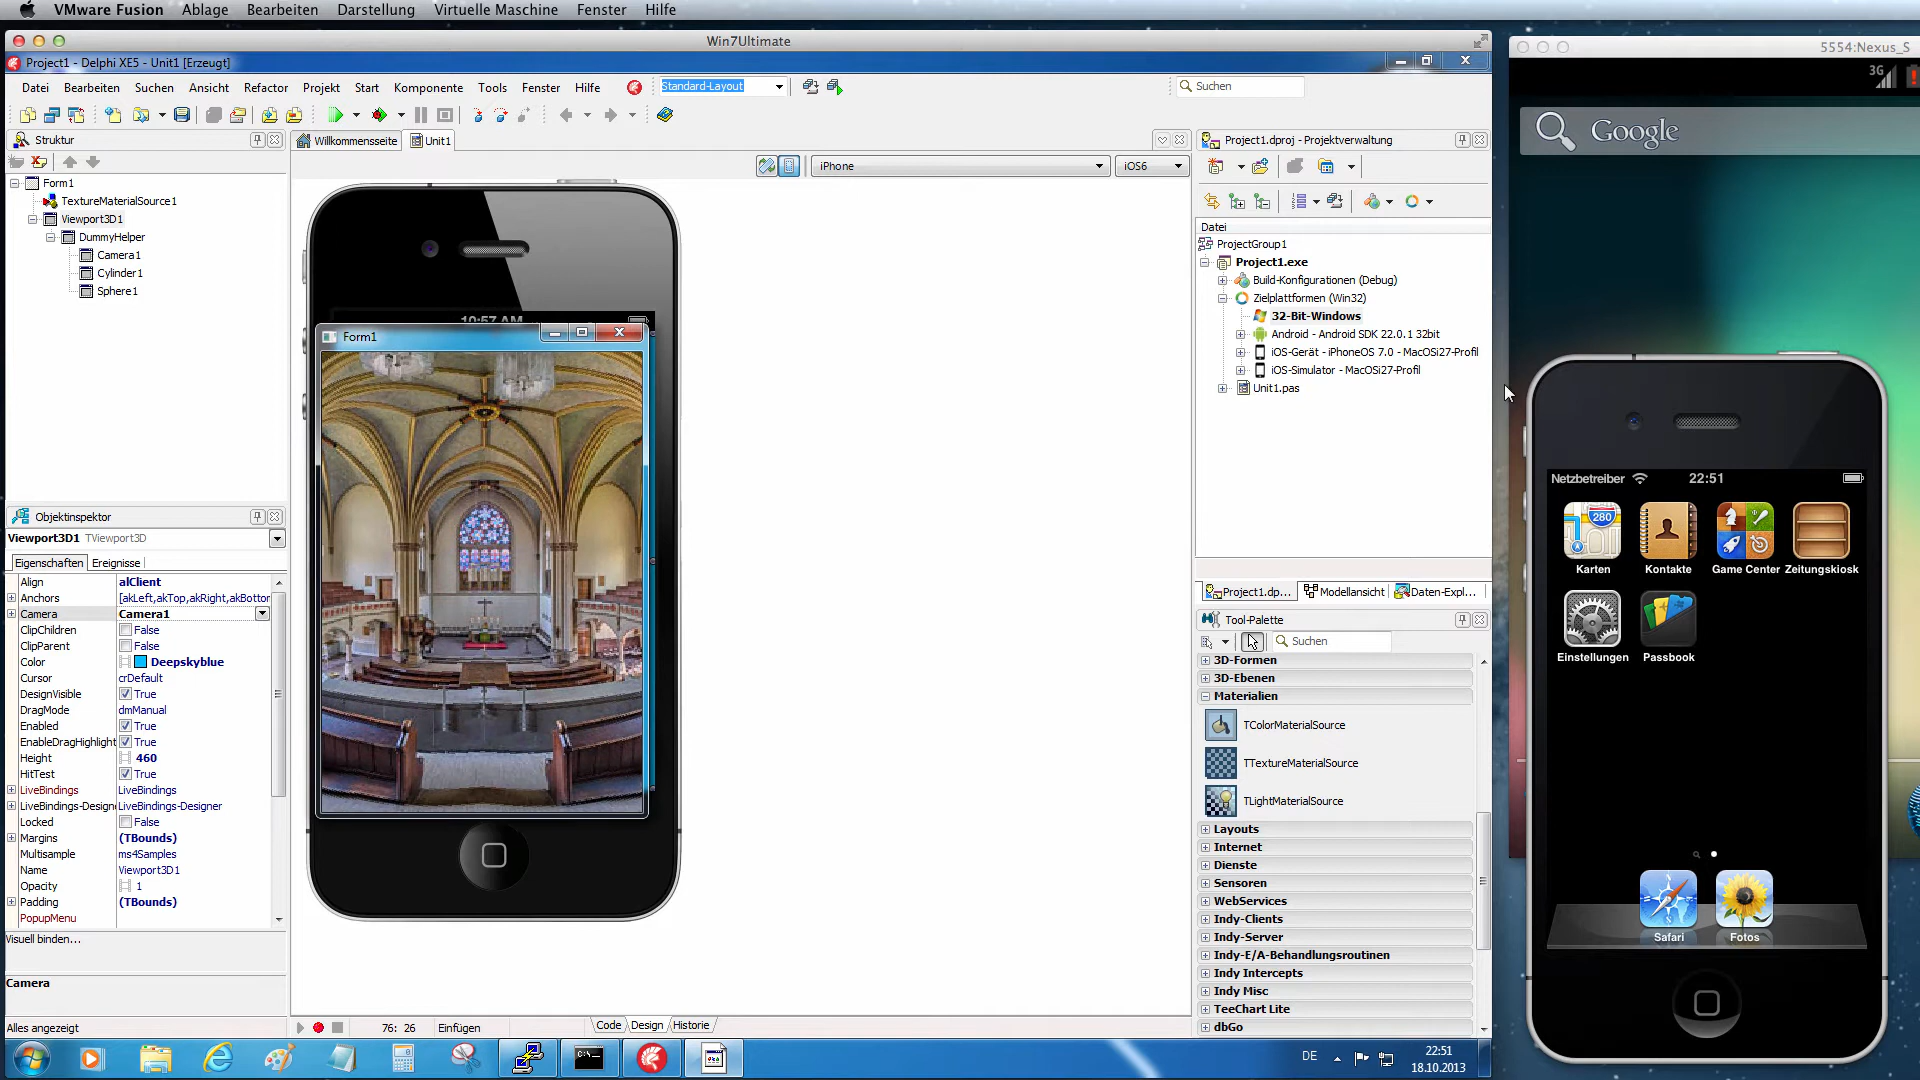 VMware Fusion Ablage Bearbeiten Darstellung Virtuelle Maschine Fenster Hilfe
Win7Ultimate
5554:Nexus_S
Project1 - Delphi XE5 - Unit1 [Erzeugt]
Datei Bearbeiten Suchen Ansicht Refactor Projekt Start Komponente Tools Fenster Hilfe Standard-Layout Suchen
3G
Google
Struktur
Form1
TextureMaterialSource1
Viewport3D1
DummyHelper
Camera1
Cylinder1
Sphere1
Willkommensseite Unit1
iPhone iOS6
10:57 AM
Form1
Project1.dproj - Projektverwaltung
Datei
ProjectGroup1
Project1.exe
Build-Konfigurationen (Debug)
Zielplattformen (Win32)
32-Bit-Windows
Android - Android SDK 22.0.1 32bit
iOS-Gerät - iPhoneOS 7.0 - MacOSi27-Profil
iOS-Simulator - MacOSi27-Profil
Unit1.pas
Project1.dp... Modellansicht Daten-Expl...
Objektinspektor
Viewport3D1 TViewport3D
Eigenschaften Ereignisse
Align alClient
Anchors [akLeft,akTop,akRight,akBottor
Camera Camera1
ClipChildren False
ClipParent False
Color Deepskyblue
Cursor crDefault
DesignVisible True
DragMode dmManual
Enabled True
EnableDragHighlight True
Height 460
HitTest True
LiveBindings LiveBindings
LiveBindings-Designer LiveBindings-Designer
Locked False
Margins (TBounds)
Multisample ms4Samples
Name Viewport3D1
Opacity 1
Padding (TBounds)
PopupMenu
Visuell binden...
Camera
Alles angezeigt
76: 26 Einfügen
Code Design Historie
Tool-Palette
Suchen
3D-Formen
3D-Ebenen
Materialien
TColorMaterialSource
TTextureMaterialSource
TLightMaterialSource
Layouts
Internet
Dienste
Sensoren
WebServices
Indy-Clients
Indy-Server
Indy-E/A-Behandlungsroutinen
Indy Intercepts
Indy Misc
TeeChart Lite
dbGo
Netzbetreiber 22:51
280
Karten Kontakte Game Center Zeitungskiosk
Einstellungen Passbook
Safari Fotos
C:\
DE
22:51
18.10.2013